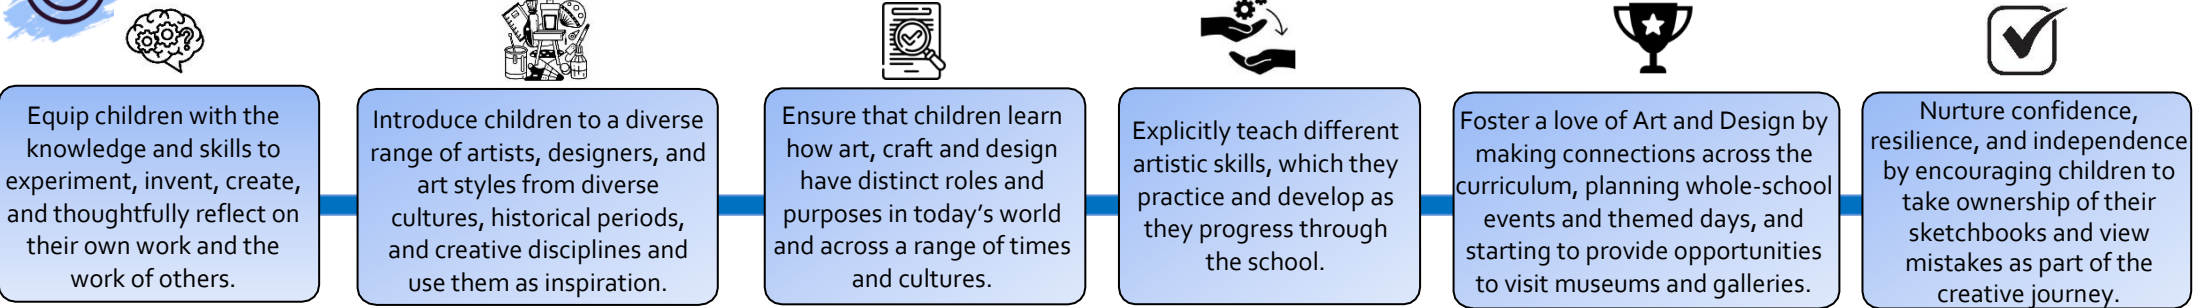 Equip children with the
knowledge and skills to
experiment, invent, create,
and thoughtfully reflect on
their own work and the
work of others.
Introduce children to a diverse
range of artists, designers, and
art styles from diverse
cultures, historical periods,
and creative disciplines and
use them as inspiration.
Ensure that children learn
how art, craft and design
have distinct roles and
purposes in today's world
and across a range of times
and cultures.
Explicitly teach different
artistic skills, which they
practice and develop as
they progress through
the school.
Foster a love of Art and Design by
making connections across the
curriculum, planning whole-school
events and themed days, and
starting to provide opportunities
to visit museums and galleries.
Nurture confidence,
resilience, and independence
by encouraging children to
take ownership of their
sketchbooks and view
mistakes as part of the
creative journey.